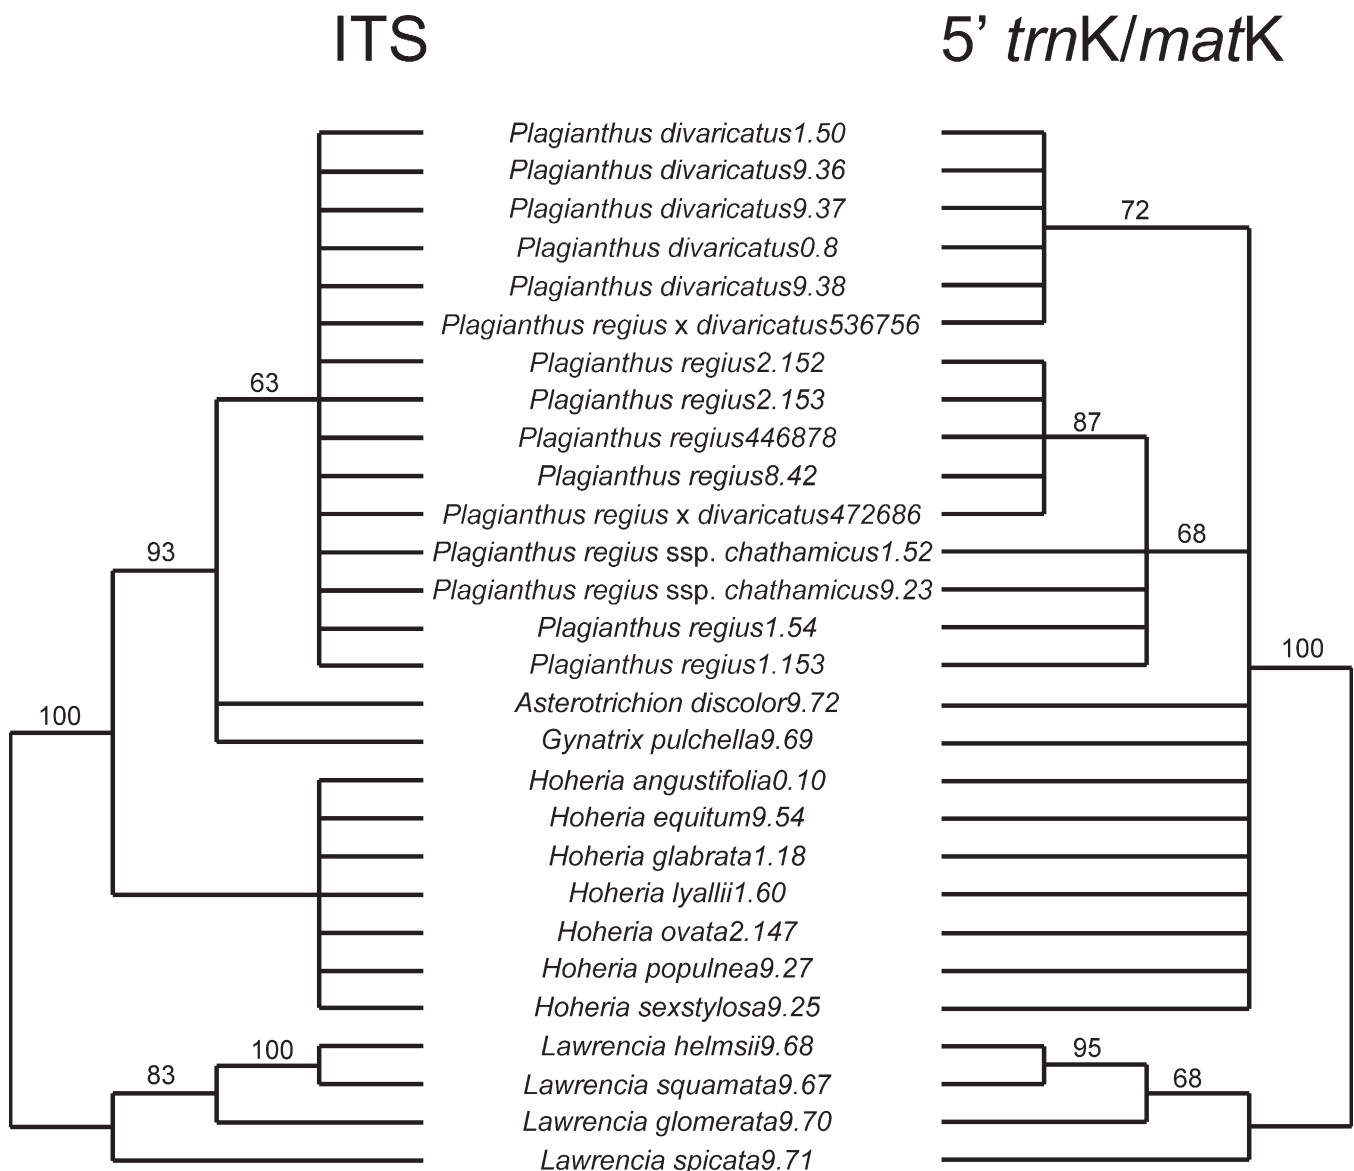 ITS 5’ trnK/matK
Plagianthus divaricatus1.50
Plagianthus divaricatus9.36
Plagianthus divaricatus9.37
72
Plagianthus divaricatus0.8
Plagianthus divaricatus9.38
Plagianthus regius x divaricatus536756
Plagianthus regius2.152
63
Plagianthus regius2.153
87
Plagianthus regius446878
Plagianthus regius8.42
Plagianthus regius x divaricatus472686
68
93
Plagianthus regius ssp. chathamicus1.52
Plagianthus regius ssp. chathamicus9.23
Plagianthus regius1.54
100
Plagianthus regius1.153
Asterotrichion discolor9.72
100
Gynatrix pulchella9.69
Hoheria angustifolia0.10
Hoheria equitum9.54
Hoheria glabrata1.18
Hoheria lyallii1.60
Hoheria ovata2.147
Hoheria populnea9.27
Hoheria sexstylosa9.25
100
Lawrencia helmsii9.68
95
83
Lawrencia squamata9.67
68
Lawrencia glomerata9.70
Lawrencia spicata9.71